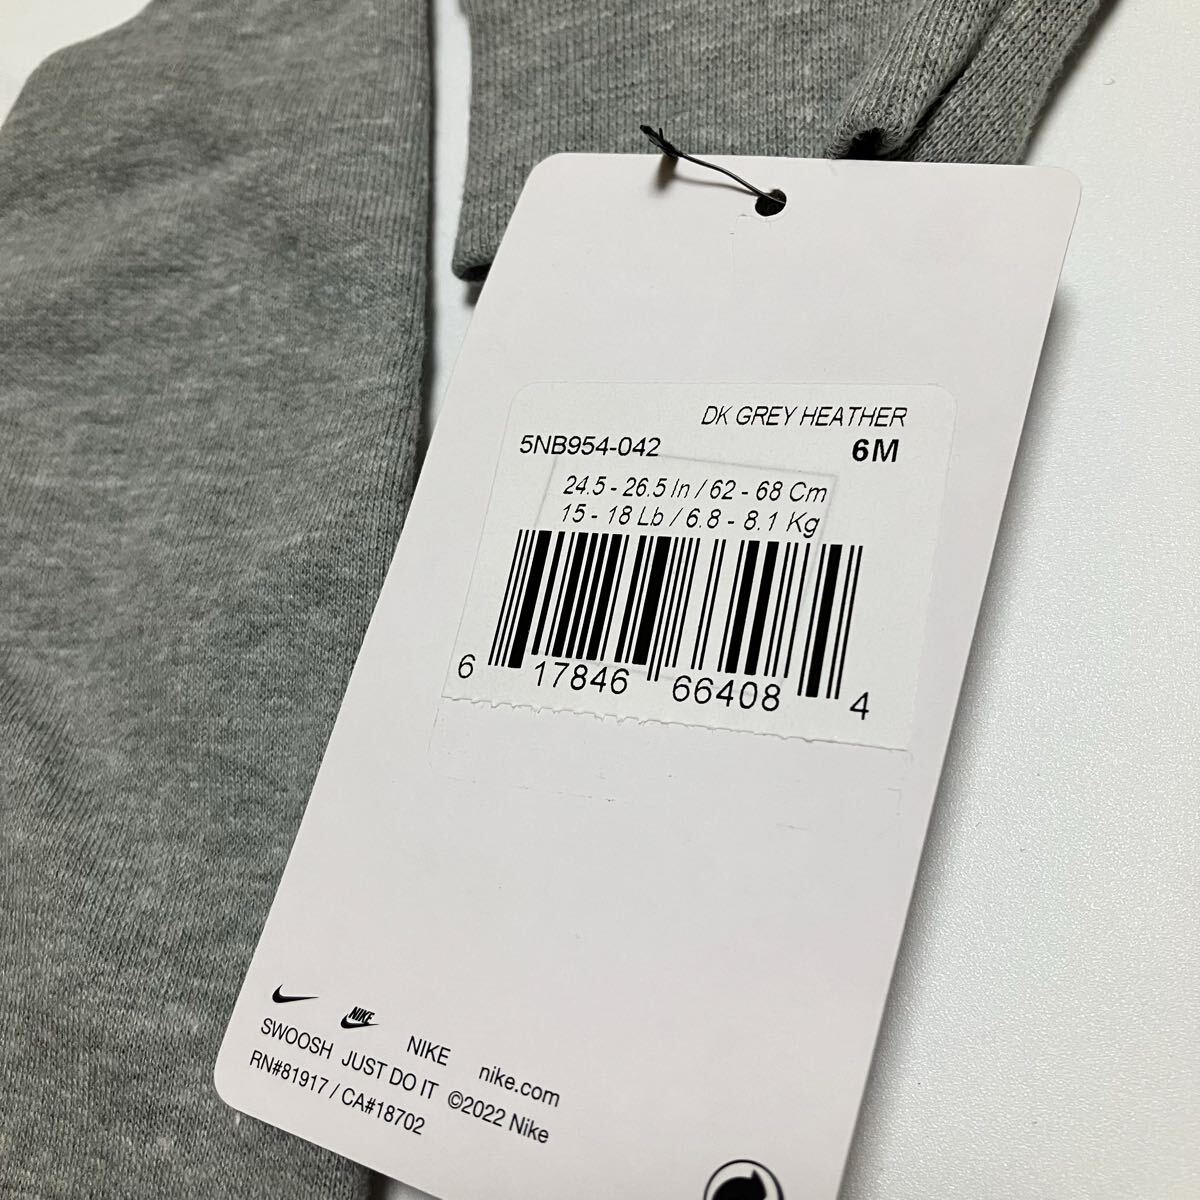 DK GREY HEATHER
5NB954-042 6M
24.5 - 26.5 In / 62 - 68 Cm
15 - 18 Lb / 6.8 - 8.1 Kg
6 17846 66408 4
NIKE NIKE nike.com
SWOOSH JUST DO IT ©2022 Nike
RN#81917 / CA#18702